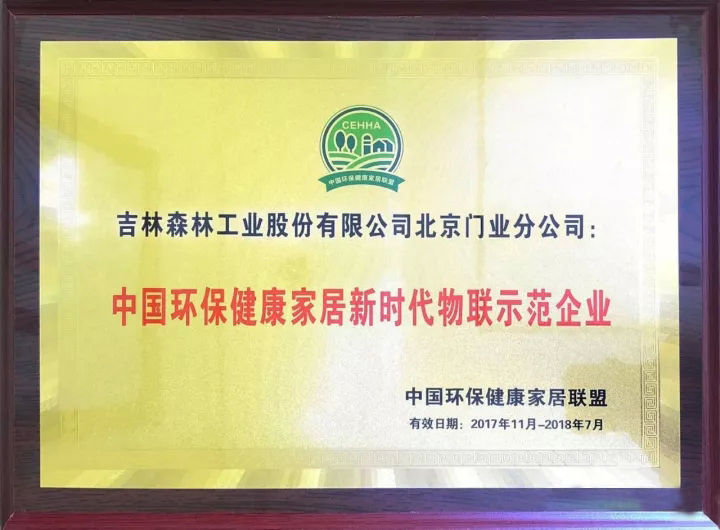 CEHHA
中国环保健康家居联盟
吉林森林工业股份有限公司北京门业分公司：
中国环保健康家居新时代物联示范企业
中国环保健康家居联盟
有效日期：2017年11月-2018年7月